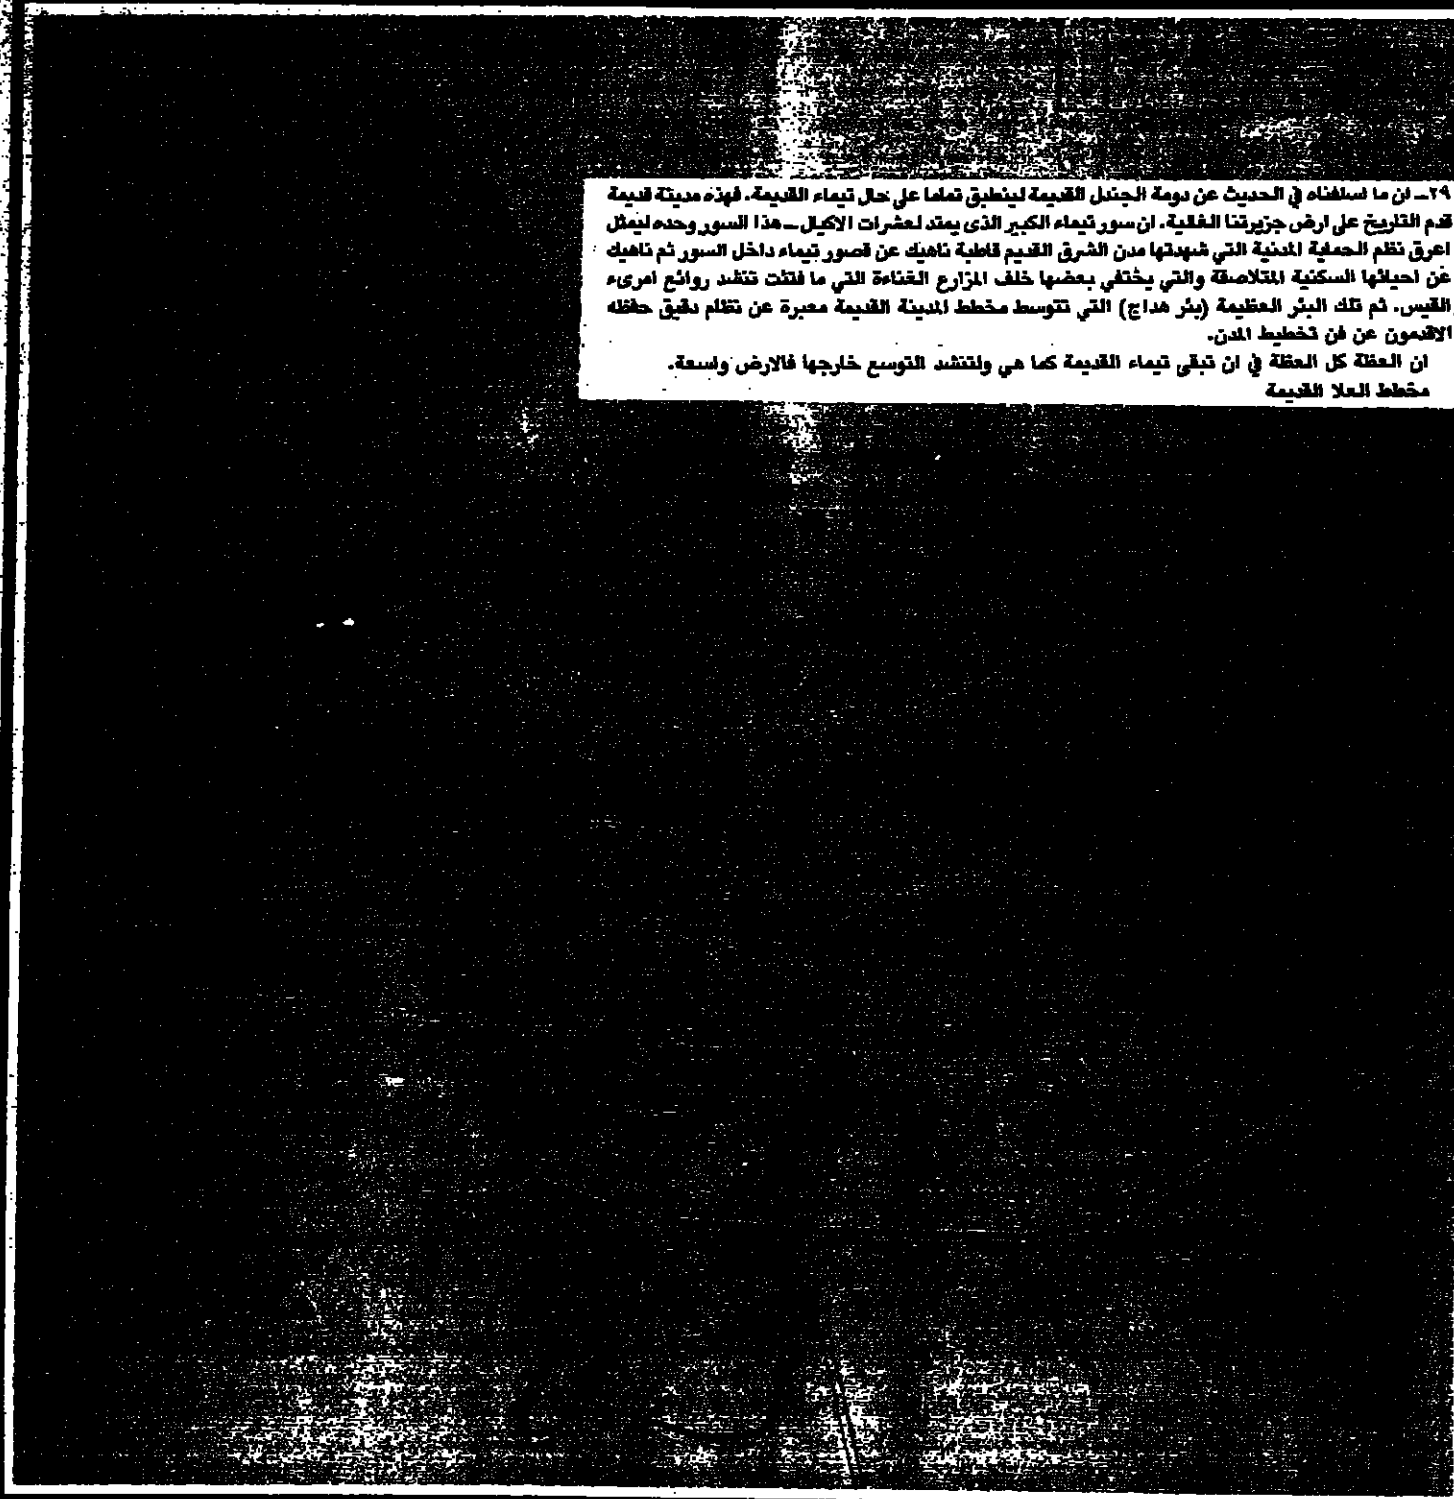 ٢٩ـ ان ما اسلفناه في الحديث عن دومة الجندل القديمة لينطبق تماما على حال تيماء القديمة. فهذه مدينة قديمة
قدم التاريخ على ارض جزيرتنا الغالية. ان سور تيماء الكبير الذى يمتد لعشرات الاكيال ـ هذا السور وحده ليمثل
اعرق نظم الحماية المدنية التي شهدتها مدن الشرق القديم قاطبة ناهيك عن قصور تيماء داخل السور ثم ناهيك
عن احيائها السكنية المتلاصقة والتي يختفي بعضها خلف المزارع الغناءة التي ما فتئت تنشد روائع امرىء
القيس. ثم تلك البئر العظيمة (بئر هداج) التي تتوسط مخطط المدينة القديمة معبرة عن نظام دقيق حفظه
الاقدمون عن فن تخطيط المدن.
ان العظة كل العظة في ان تبقى تيماء القديمة كما هي ولتنشد التوسع خارجها فالارض واسعة.
مخطط العلا القديمة